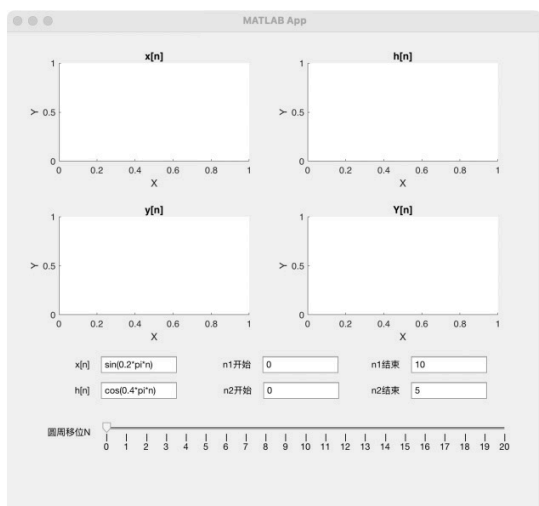 MATLAB App
x[n] h[n]
1 1
Y 0.5 Y 0.5
0 0
0 0.2 0.4 0.6 0.8 1 0 0.2 0.4 0.6 0.8 1
X X
y[n] Y[n]
1 1
Y 0.5 Y 0.5
0 0
0 0.2 0.4 0.6 0.8 1 0 0.2 0.4 0.6 0.8 1
X X
x[n] sin(0.2*pi*n) n1开始 0 n1结束 10
h[n] cos(0.4*pi*n) n2开始 0 n2结束 5
圆周移位N
0 1 2 3 4 5 6 7 8 9 10 11 12 13 14 15 16 17 18 19 20